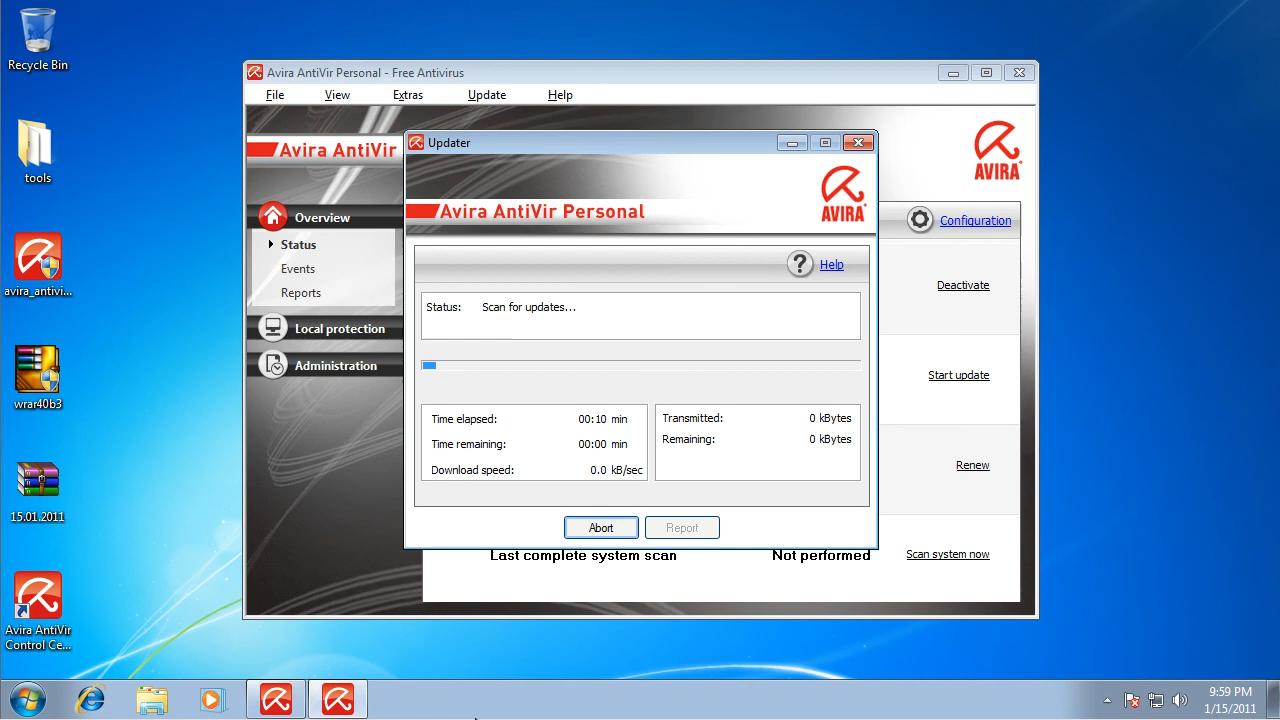 Recycle Bin
tools
avira_antivi...
wrar40b3
15.01.2011
Avira AntiVir
Control Ce...
Avira AntiVir Personal - Free Antivirus
File View Extras Update Help
Avira AntiVir
AVIRA
Overview
Status
Events
Reports
Local protection
Administration
Configuration
Deactivate
Start update
Renew
Last complete system scan Not performed Scan system now
Updater
Avira AntiVir Personal
AVIRA
Help
Status: Scan for updates...
Time elapsed: 00:10 min
Time remaining: 00:00 min
Download speed: 0.0 kB/sec
Transmitted: 0 kBytes
Remaining: 0 kBytes
Abort Report
9:59 PM
1/15/2011